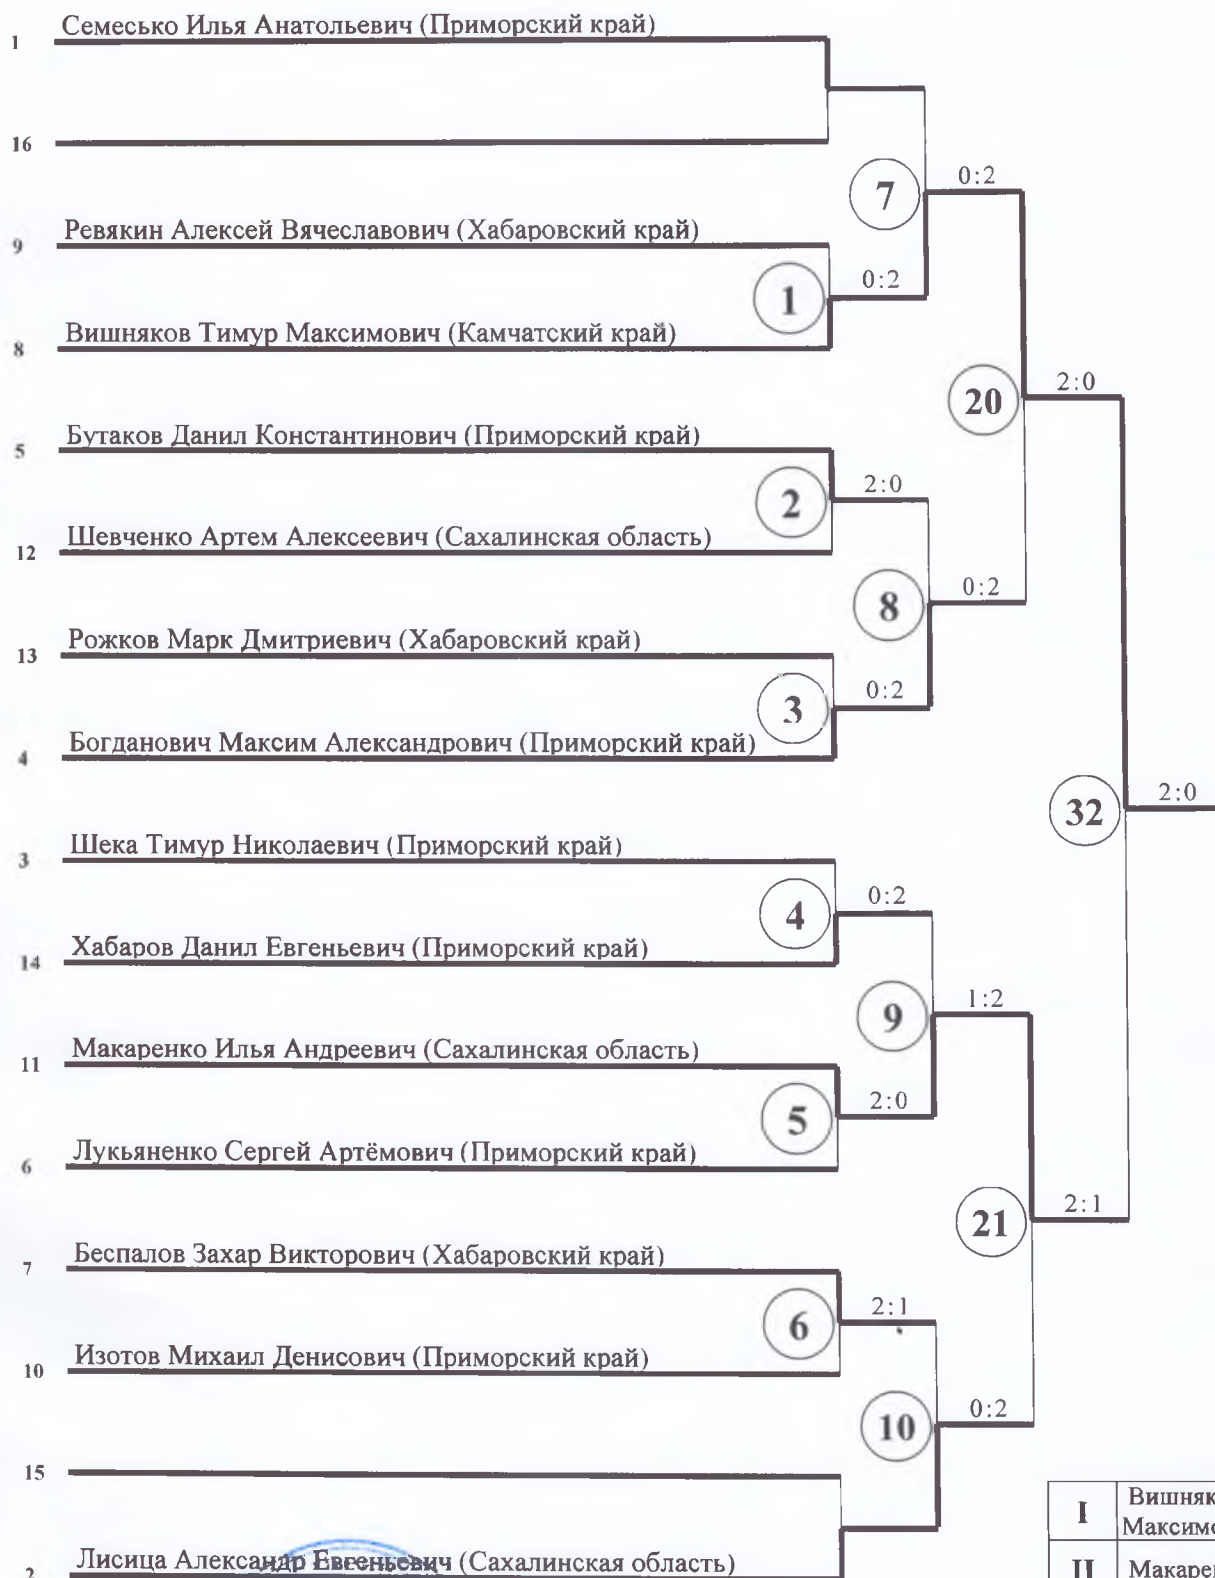 1 Семесько Илья Анатольевич (Приморский край)
16
7 0:2
9 Ревякин Алексей Вячеславович (Хабаровский край)
1 0:2
8 Вишняков Тимур Максимович (Камчатский край)
20 2:0
5 Бутаков Данил Константинович (Приморский край)
2 2:0
12 Шевченко Артем Алексеевич (Сахалинская область)
8 0:2
13 Рожков Марк Дмитриевич (Хабаровский край)
3 0:2
4 Богданович Максим Александрович (Приморский край)
32 2:0
3 Шека Тимур Николаевич (Приморский край)
4 0:2
14 Хабаров Данил Евгеньевич (Приморский край)
9 1:2
11 Макаренко Илья Андреевич (Сахалинская область)
5 2:0
6 Лукьяненко Сергей Артёмович (Приморский край)
21 2:1
7 Беспалов Захар Викторович (Хабаровский край)
6 2:1
10 Изотов Михаил Денисович (Приморский край)
10 0:2
15
I Вишняк
Максимо
2 Лисица Александр Евгеньевич (Сахалинская область)
II Макарен